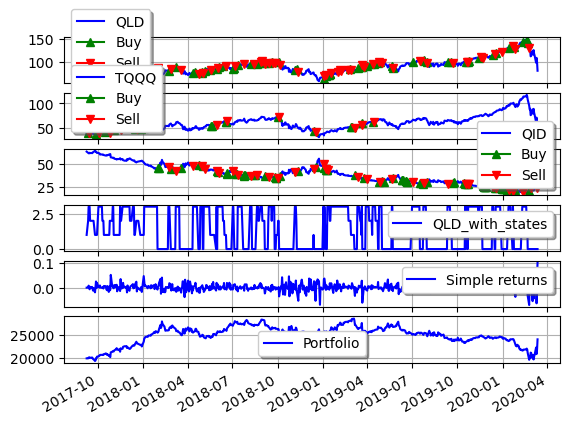 QLD
Buy
Sell
150
100
TQQQ
Buy
Sell
100
50
QID
Buy
Sell
50
25
QLD_with_states
2.5
0.0
Simple returns
0.1
0.0
Portfolio
25000
20000
2017-10
2018-01
2018-04
2018-07
2018-10
2019-01
2019-04
2019-07
2019-10
2020-01
2020-04